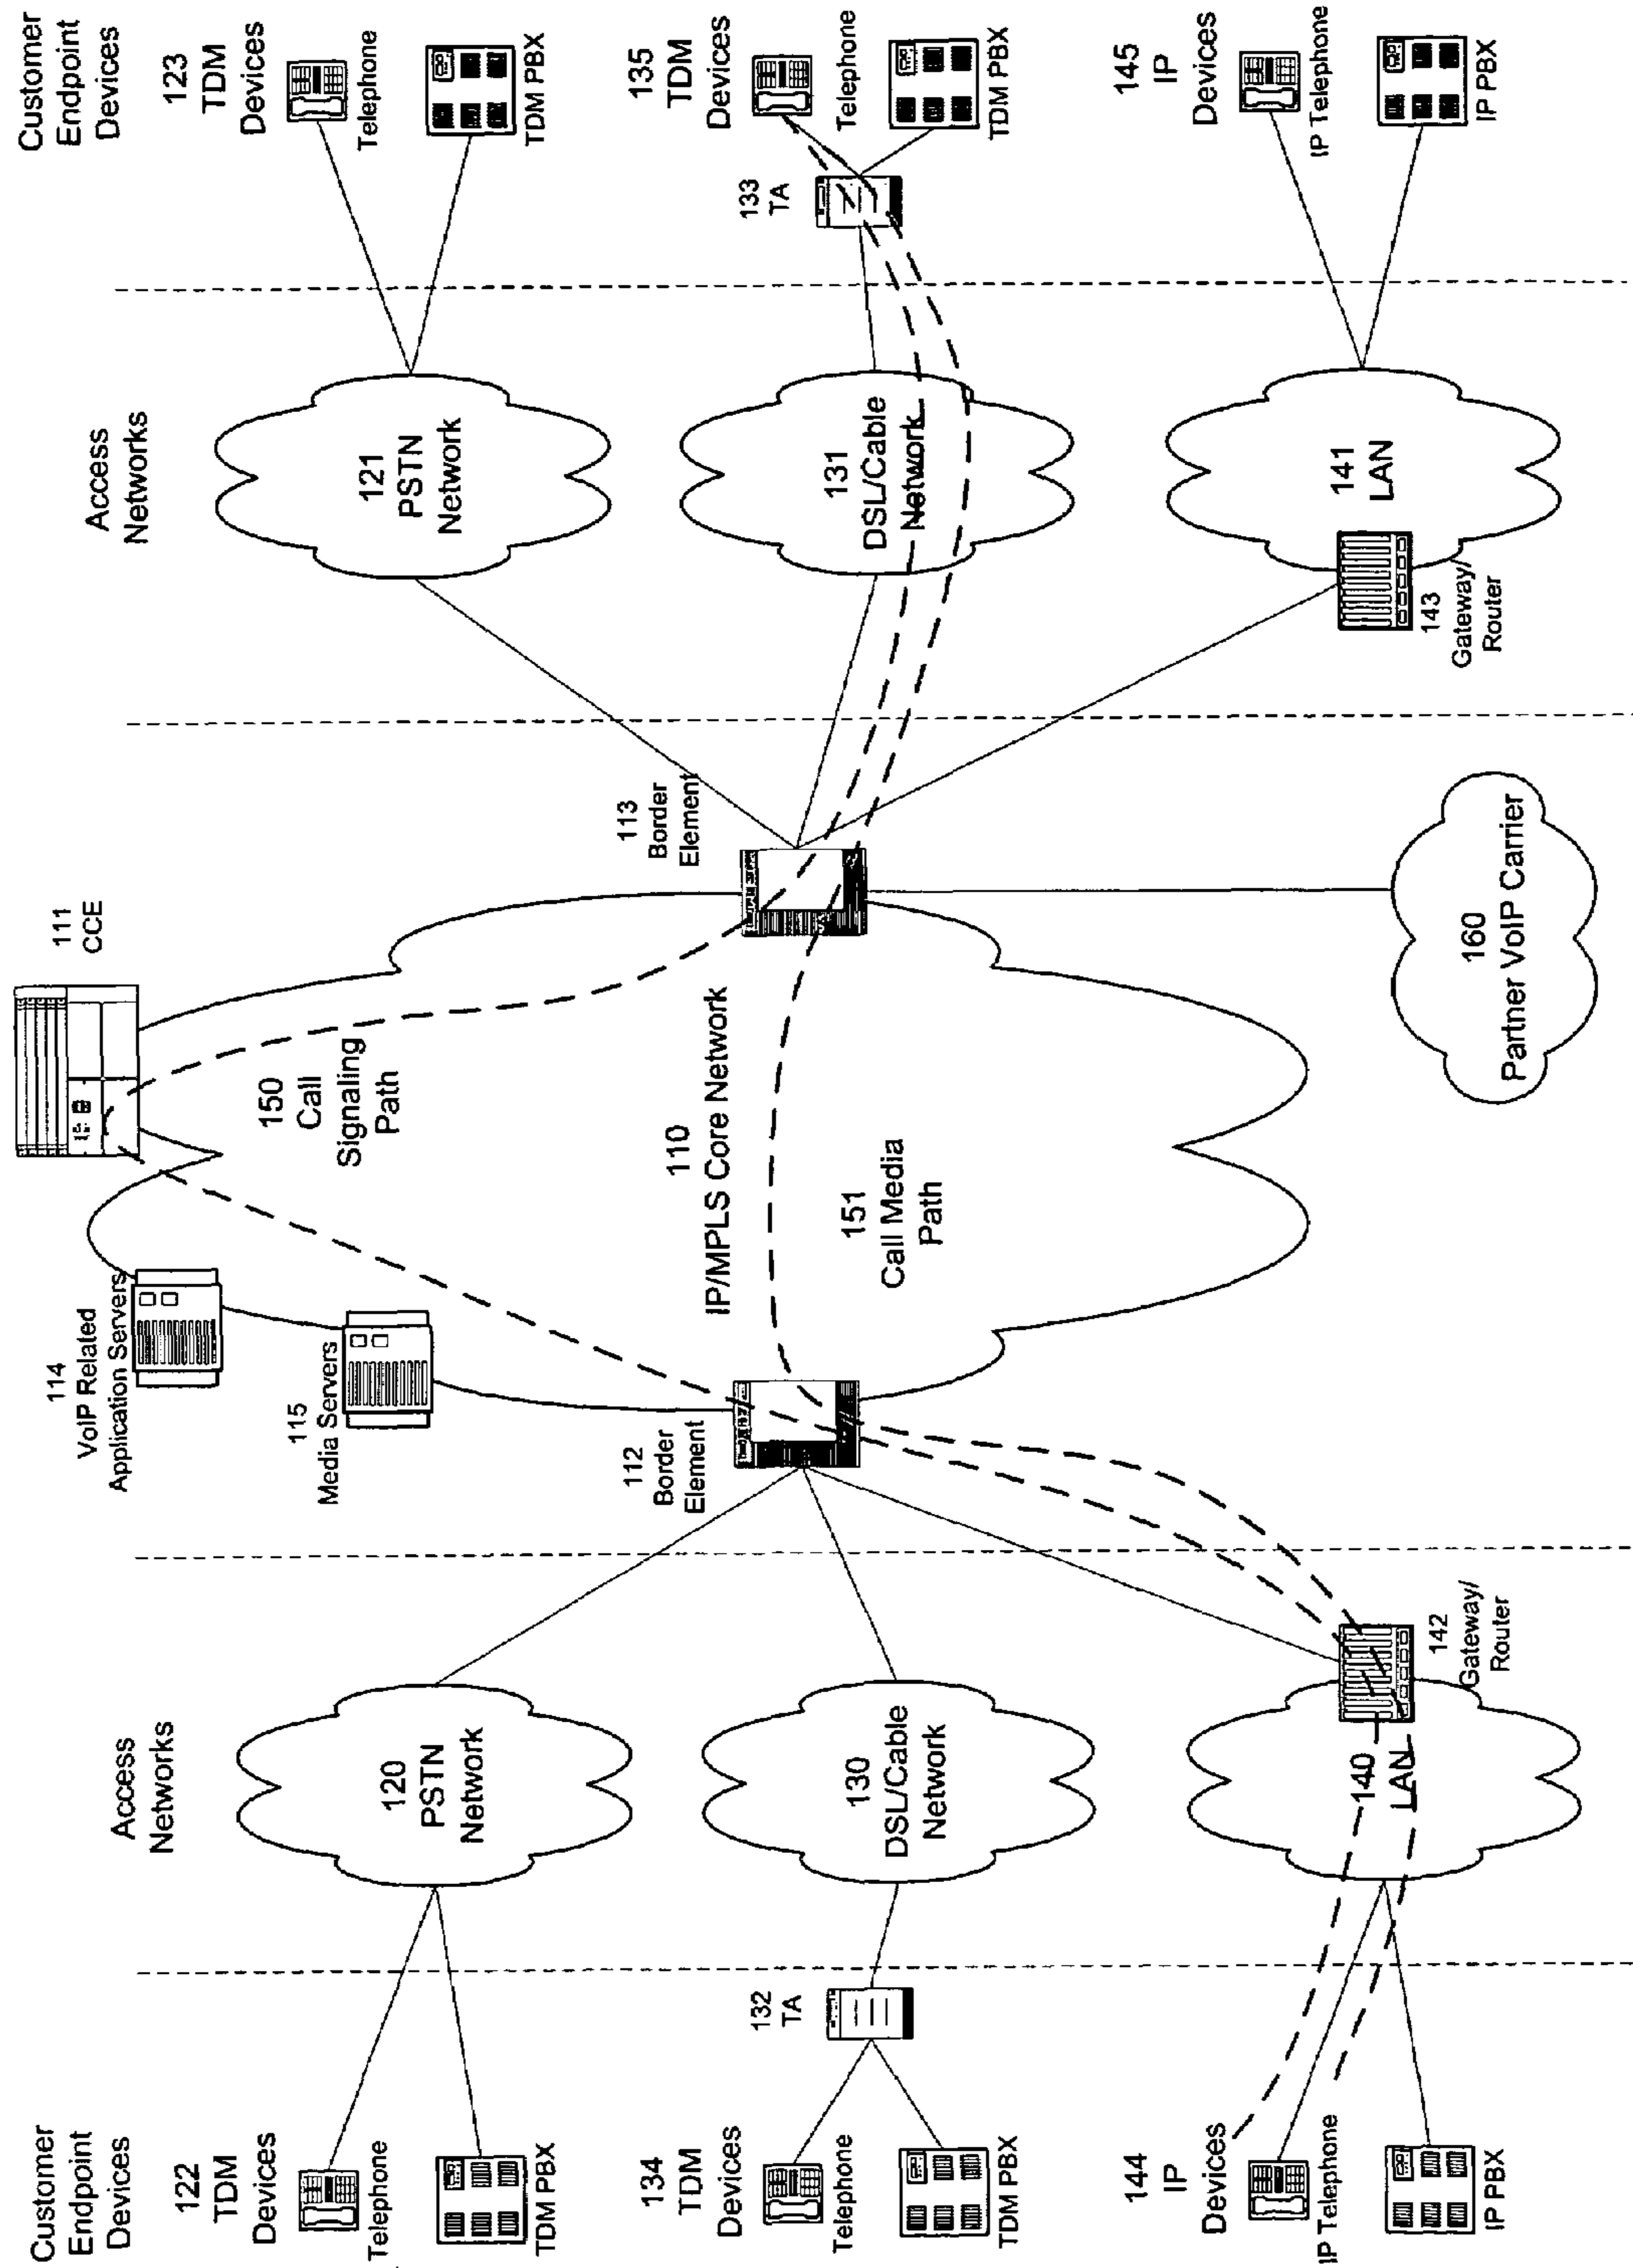 Customer
Endpoint
Devices
122
TDM
Devices
Telephone
TDM PBX
134
TDM
Devices
Telephone
TDM PBX
144
IP
Devices
IP Telephone
IP PBX
132
TA
Access
Networks
120
PSTN
Network
130
DSL/Cable
Network
140
LAN
142
Gateway/
Router
114
VoIP Related
Application Servers
115
Media Servers
112
Border
Element
111
CCE
150
Call
Signaling
Path
110
IP/MPLS Core Network
151
Call Media
Path
113
Border
Element
160
Partner VoIP Carrier
Access
Networks
121
PSTN
Network
131
DSL/Cable
Network
141
LAN
143
Gateway/
Router
Customer
Endpoint
Devices
123
TDM
Devices
Telephone
TDM PBX
133
TA
135
TDM
Devices
Telephone
TDM PBX
145
IP
Devices
IP Telephone
IP PBX